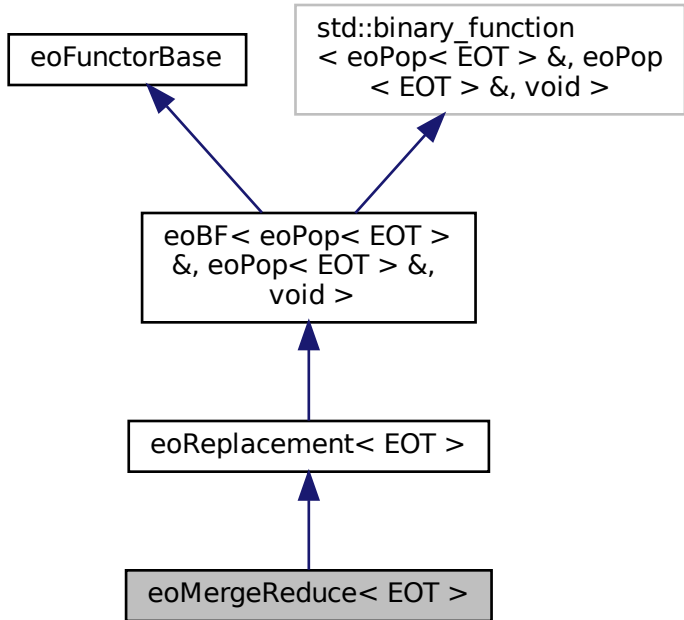 eoFunctorBase
std::binary_function
< eoPop< EOT > &, eoPop
< EOT > &, void >
eoBF< eoPop< EOT >
&, eoPop< EOT > &,
void >
eoReplacement< EOT >
eoMergeReduce< EOT >